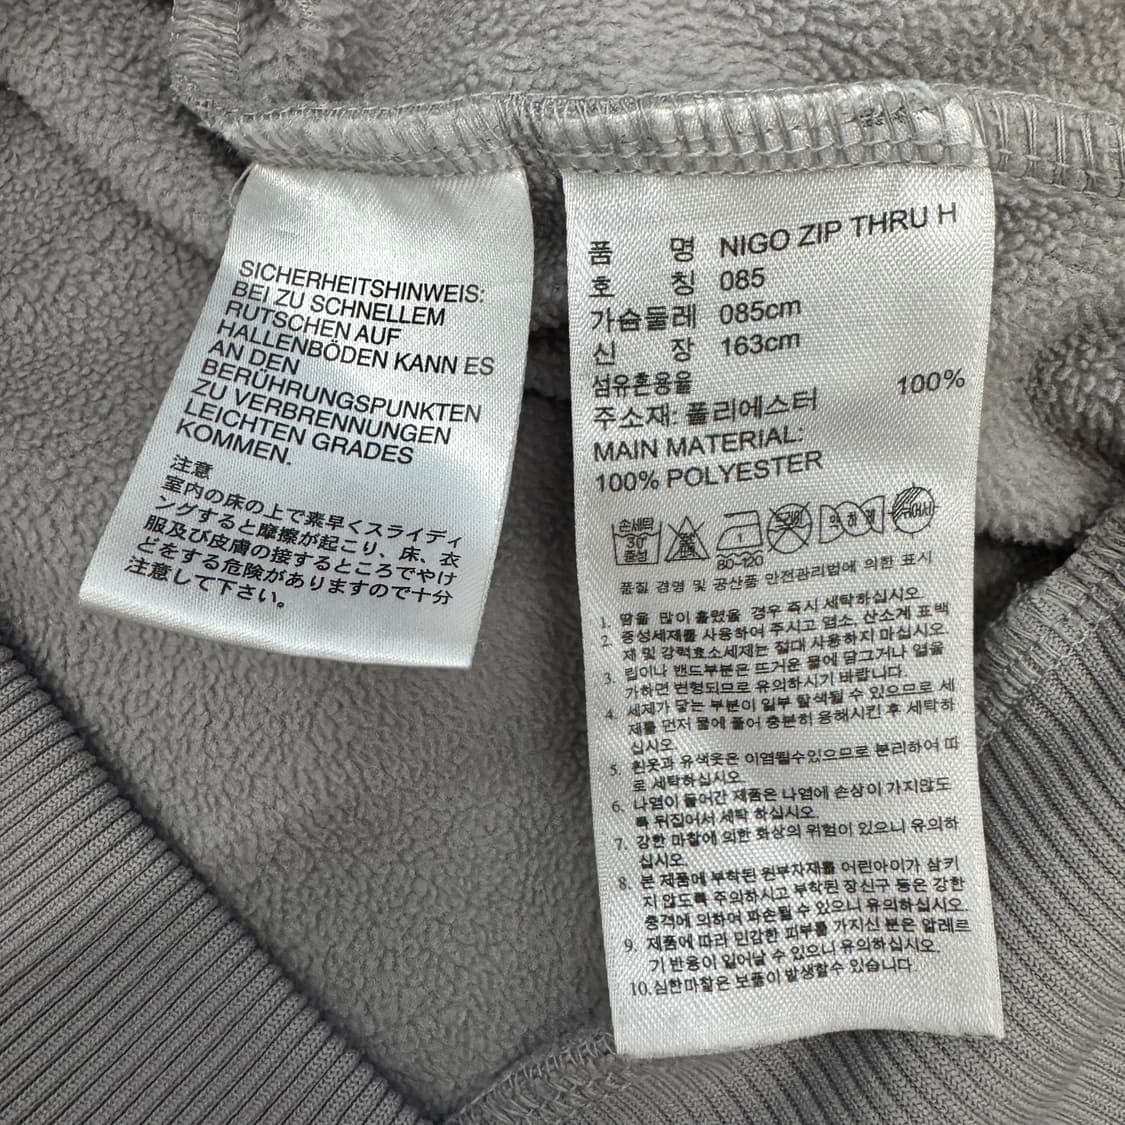 SICHERHEITSHINWEIS:
BEI ZU SCHNELLEM
RUTSCHEN AUF
HALLENBÖDEN KANN ES
AN DEN
BERÜHRUNGSPUNKTEN
ZU VERBRENNUNGEN
LEICHTEN GRADES
KOMMEN.
注意
室内の床の上で素早くスライディ
ングすると摩擦が起こり、床、衣
服及び皮膚の接するところでやけ
どをする危険がありますので十分
注意して下さい。
품 명 NIGO ZIP THRU H
호 칭 085
가슴둘레 085cm
신 장 163cm
섬유혼용율
주소재: 폴리에스터 100%
MAIN MATERIAL:
100% POLYESTER
손세탁
30
중성
1
80~120
약하게
품질 경영 및 공산품 안전관리법에 의한 표시
1. 땀을 많이 흘렸을 경우 즉시 세탁하십시오.
2. 중성세제를 사용하여 주시고 염소, 산소계 표백
제 및 강력효소세제는 절대 사용하지 마십시오
3. 립이나 밴드부분은 뜨거운 물에 담그거나 열을
가하면 변형되므로 유의하시기 바랍니다.
4. 세제가 닿는 부분이 일부 탈색될 수 있으므로 세
제를 먼저 물에 풀어 충분히 용해시킨 후 세탁하
십시오.
5. 흰옷과 유색옷은 이염될수있으므로 분리하여 따
로 세탁하십시오.
6. 나염이 들어간 제품은 나염에 손상이 가지않도
록 뒤집어서 세탁 하십시오.
7. 강한 마찰에 의한 화상의 위험이 있으니 유의하
십시오.
8. 본 제품에 부착된 원부자재를 어린아이가 삼키
지 않도록 주의하시고 부착된 장신구 등은 강한
충격에 의하여 파손될 수 있으니 유의하십시오.
9. 제품에 따라 민감한 피부를 가지신 분은 알레르
기 반응이 일어날 수 있으니 유의하십시오.
10.심한마찰은 보풀이 발생할수 있습니다.